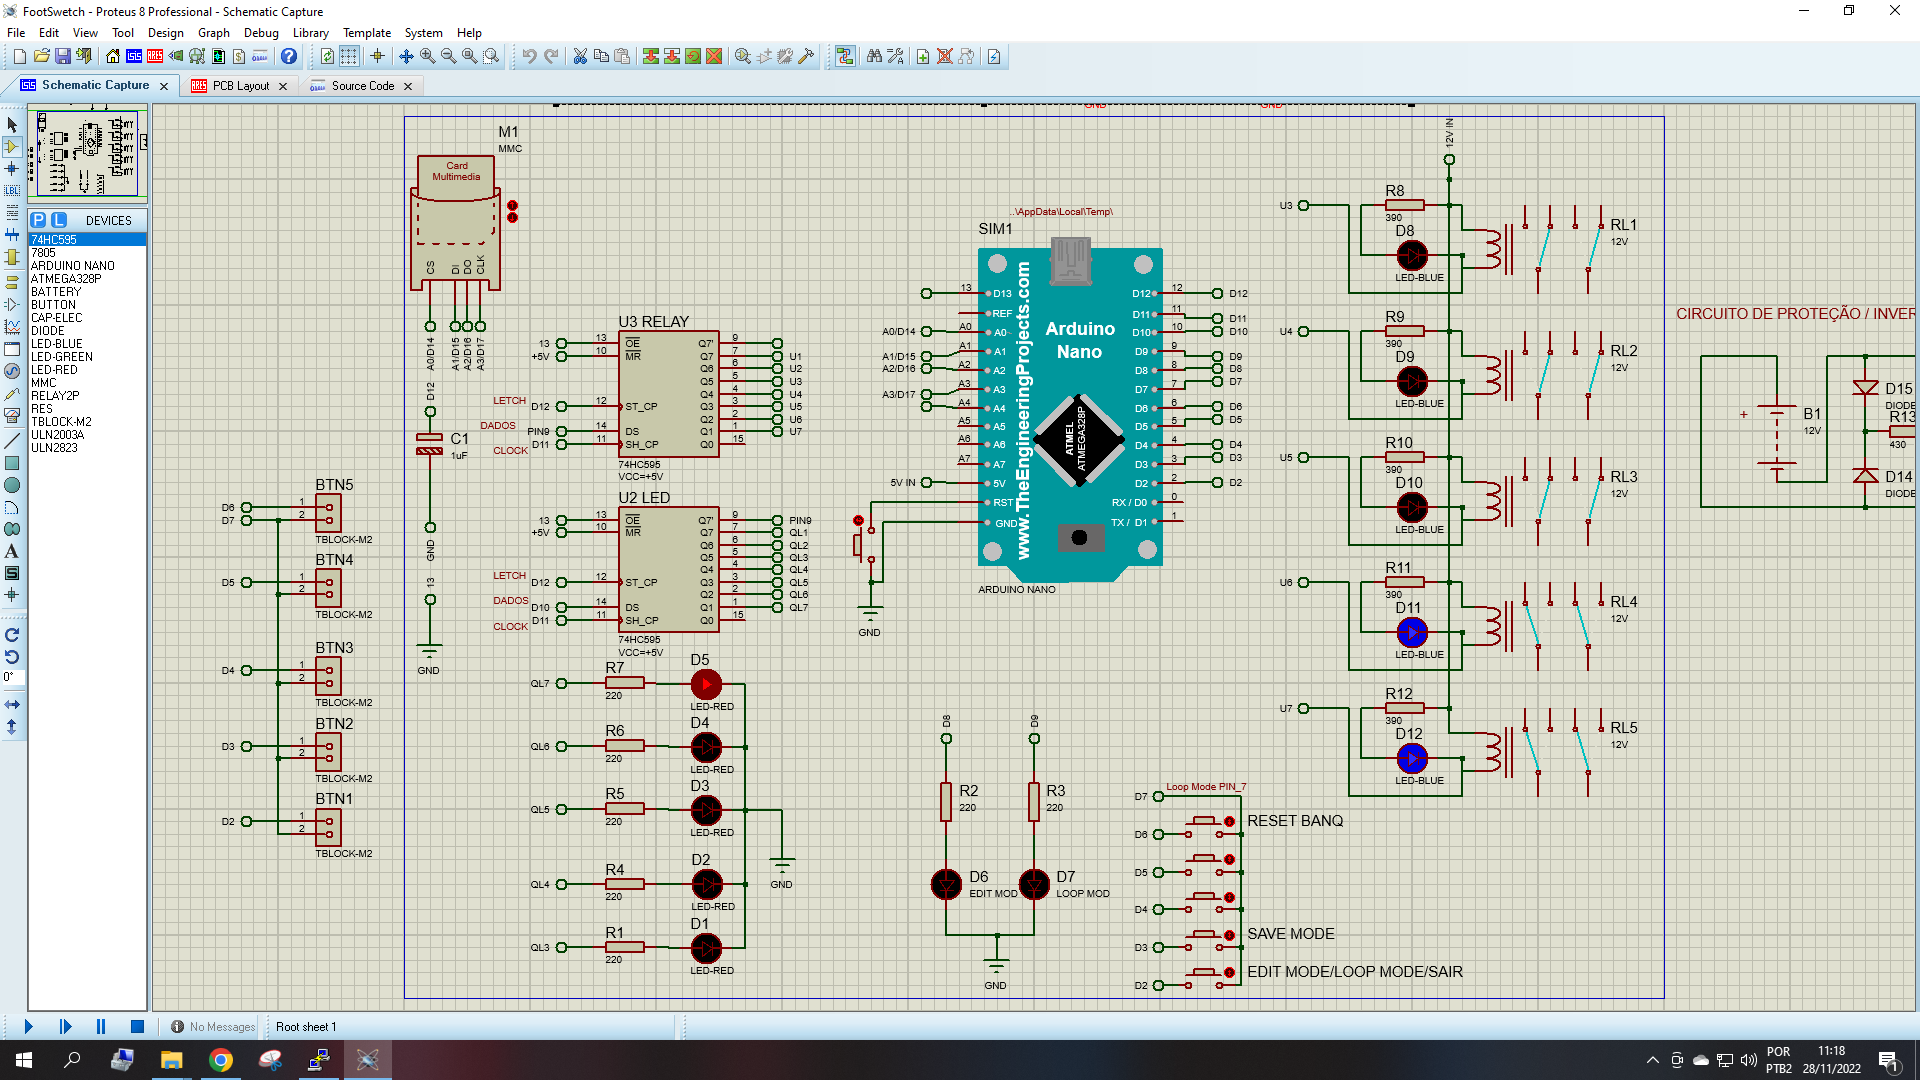 FootSwetch - Proteus 8 Professional - Schematic Capture
File Edit View Tool Design Graph Debug Library Template System Help
Schematic Capture
PCB Layout
Source Code
P L DEVICES
74HC595
7805
ARDUINO NANO
ATMEGA328P
BATTERY
BUTTON
CAP-ELEC
DIODE
LED-BLUE
LED-GREEN
LED-RED
MMC
RELAY2P
RES
TBLOCK-M2
ULN2003A
ULN2823
0°
M1
MMC
Card
Multimedia
CS DI DO CLK
A0/D14 A1/D15 A2/D16 A3/D17
D12
C1
1uF
GND
13
GND
BTN5
D6 1
D7 2
TBLOCK-M2
BTN4
D5 1
2
TBLOCK-M2
BTN3
D4 1
2
TBLOCK-M2
BTN2
D3 1
2
TBLOCK-M2
BTN1
D2 1
2
TBLOCK-M2
U3 RELAY
13 13 OE Q7' 9
+5V 10 MR Q7 7 U1
Q6 6 U2
Q5 5 U3
Q4 4 U4
LETCH D12 12 ST_CP Q3 3 U5
Q2 2 U6
DADOS PIN9 14 DS Q1 1 U7
CLOCK D11 11 SH_CP Q0 15
74HC595
VCC=+5V
U2 LED
13 13 OE Q7' 9 PIN9
+5V 10 MR Q7 7 QL1
Q6 6 QL2
Q5 5 QL3
Q4 4 QL4
LETCH D12 12 ST_CP Q3 3 QL5
Q2 2 QL6
DADOS D10 14 DS Q1 1 QL7
CLOCK D11 11 SH_CP Q0 15
74HC595
VCC=+5V
QL7 R7 220 D5 LED-RED
QL6 R6 220 D4 LED-RED
QL5 R5 220 D3 LED-RED
QL4 R4 220 D2 LED-RED
QL3 R1 220 D1 LED-RED
GND
..\AppData\Local\Temp\
SIM1
www.TheEngineeringProjects.com
Arduino
Nano
ATMEL
ATMEGA328P
13 D13 D12 12 D12
REF D11 11 D11
A0/D14 A0 A0 D10 10 D10
A1/D15 A1 A1 D9 9 D9
A2/D16 A2 A2 D8 8 D8
A3/D17 A3 A3 D7 7 D7
A4 A4 D6 6 D6
A5 A5 D5 5 D5
A6 A6 D4 4 D4
A7 A7 D3 3 D3
5V IN 5V D2 2 D2
RST RX / D0 0
GND TX / D1 1
ARDUINO NANO
GND
D8 D9
R2 220
R3 220
D6 EDIT MOD
D7 LOOP MOD
GND
Loop Mode PIN_7
D7
D6 RESET BANQ
D5
D4
D3 SAVE MODE
D2 EDIT MODE/LOOP MODE/SAIR
GND
GND
12V IN
U3 R8 390 D8 LED-BLUE RL1 12V
U4 R9 390 D9 LED-BLUE RL2 12V
U5 R10 390 D10 LED-BLUE RL3 12V
U6 R11 390 D11 LED-BLUE RL4 12V
U7 R12 390 D12 LED-BLUE RL5 12V
CIRCUITO DE PROTEÇÃO / INVER
B1
12V
D15
DIODE
R13
430
D14
DIODE
No Messages
Root sheet 1
POR
PTB2
11:18
28/11/2022
1